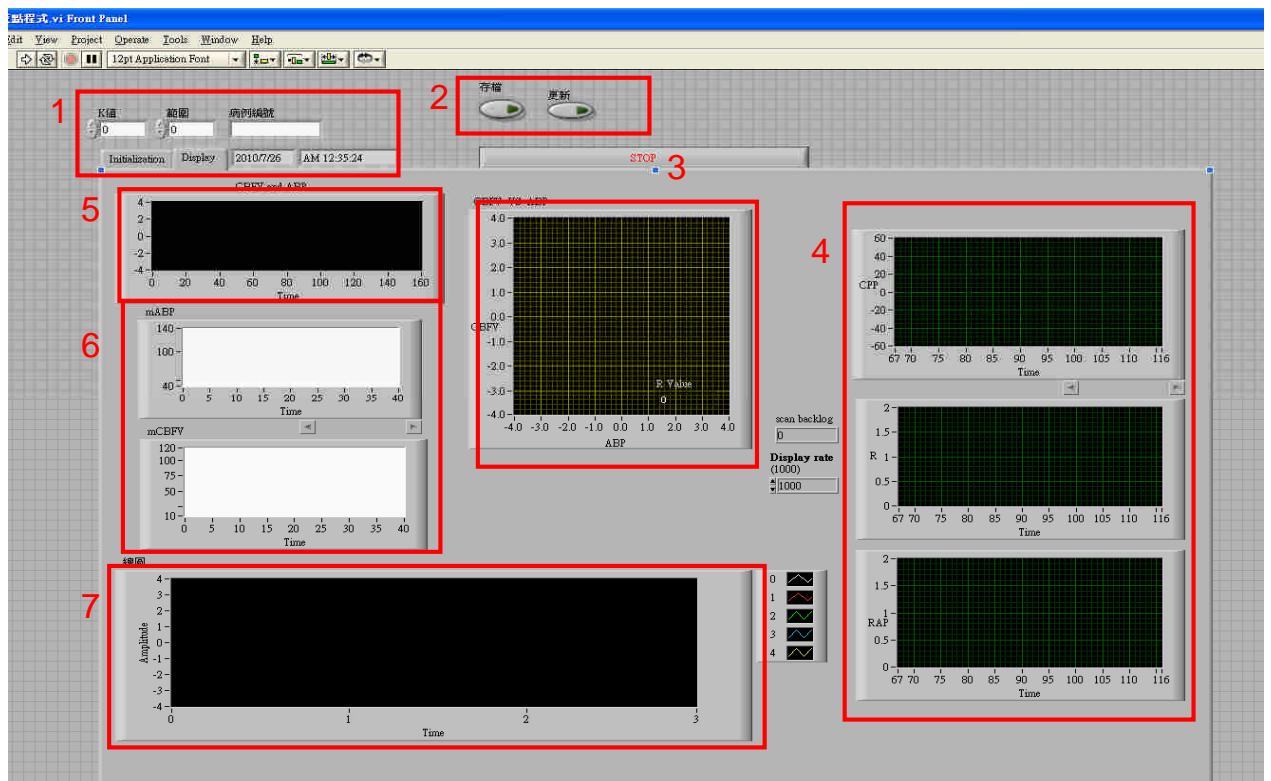 點程式.vi Front Panel
Edit View Project Operate Tools Window Help
12pt Application Font
1
K值 範圍 病例編號
0 0
Initialization Display 2010/7/26 AM 12:35:24
2
存檔 更新
STOP
3
5
CBFV and ABP
4
2
0
-2
-4
0 20 40 60 80 100 120 140 160
Time
6
mABP
140
100
40
0 5 10 15 20 25 30 35 40
Time
mCBFV
120
100
75
50
10
0 5 10 15 20 25 30 35 40
Time
CBFV VS ABP
4.0
3.0
2.0
1.0
0.0
CBFV
-1.0
-2.0
-3.0
-4.0
R Value
0
-4.0 -3.0 -2.0 -1.0 0.0 1.0 2.0 3.0 4.0
ABP
scan backlog
0
Display rate
(1000)
1000
4
60
40
20
CPP 0
-20
-40
-60
67 70 75 80 85 90 95 100 105 110 116
Time
2
1.5
R 1
0.5
0
67 70 75 80 85 90 95 100 105 110 116
Time
2
1.5
1
RAP
0.5
0
67 70 75 80 85 90 95 100 105 110 116
Time
7
總圖
Amplitude
4
3
2
1
0
-1
-2
-3
-4
0 1 2 3
Time
0
1
2
3
4